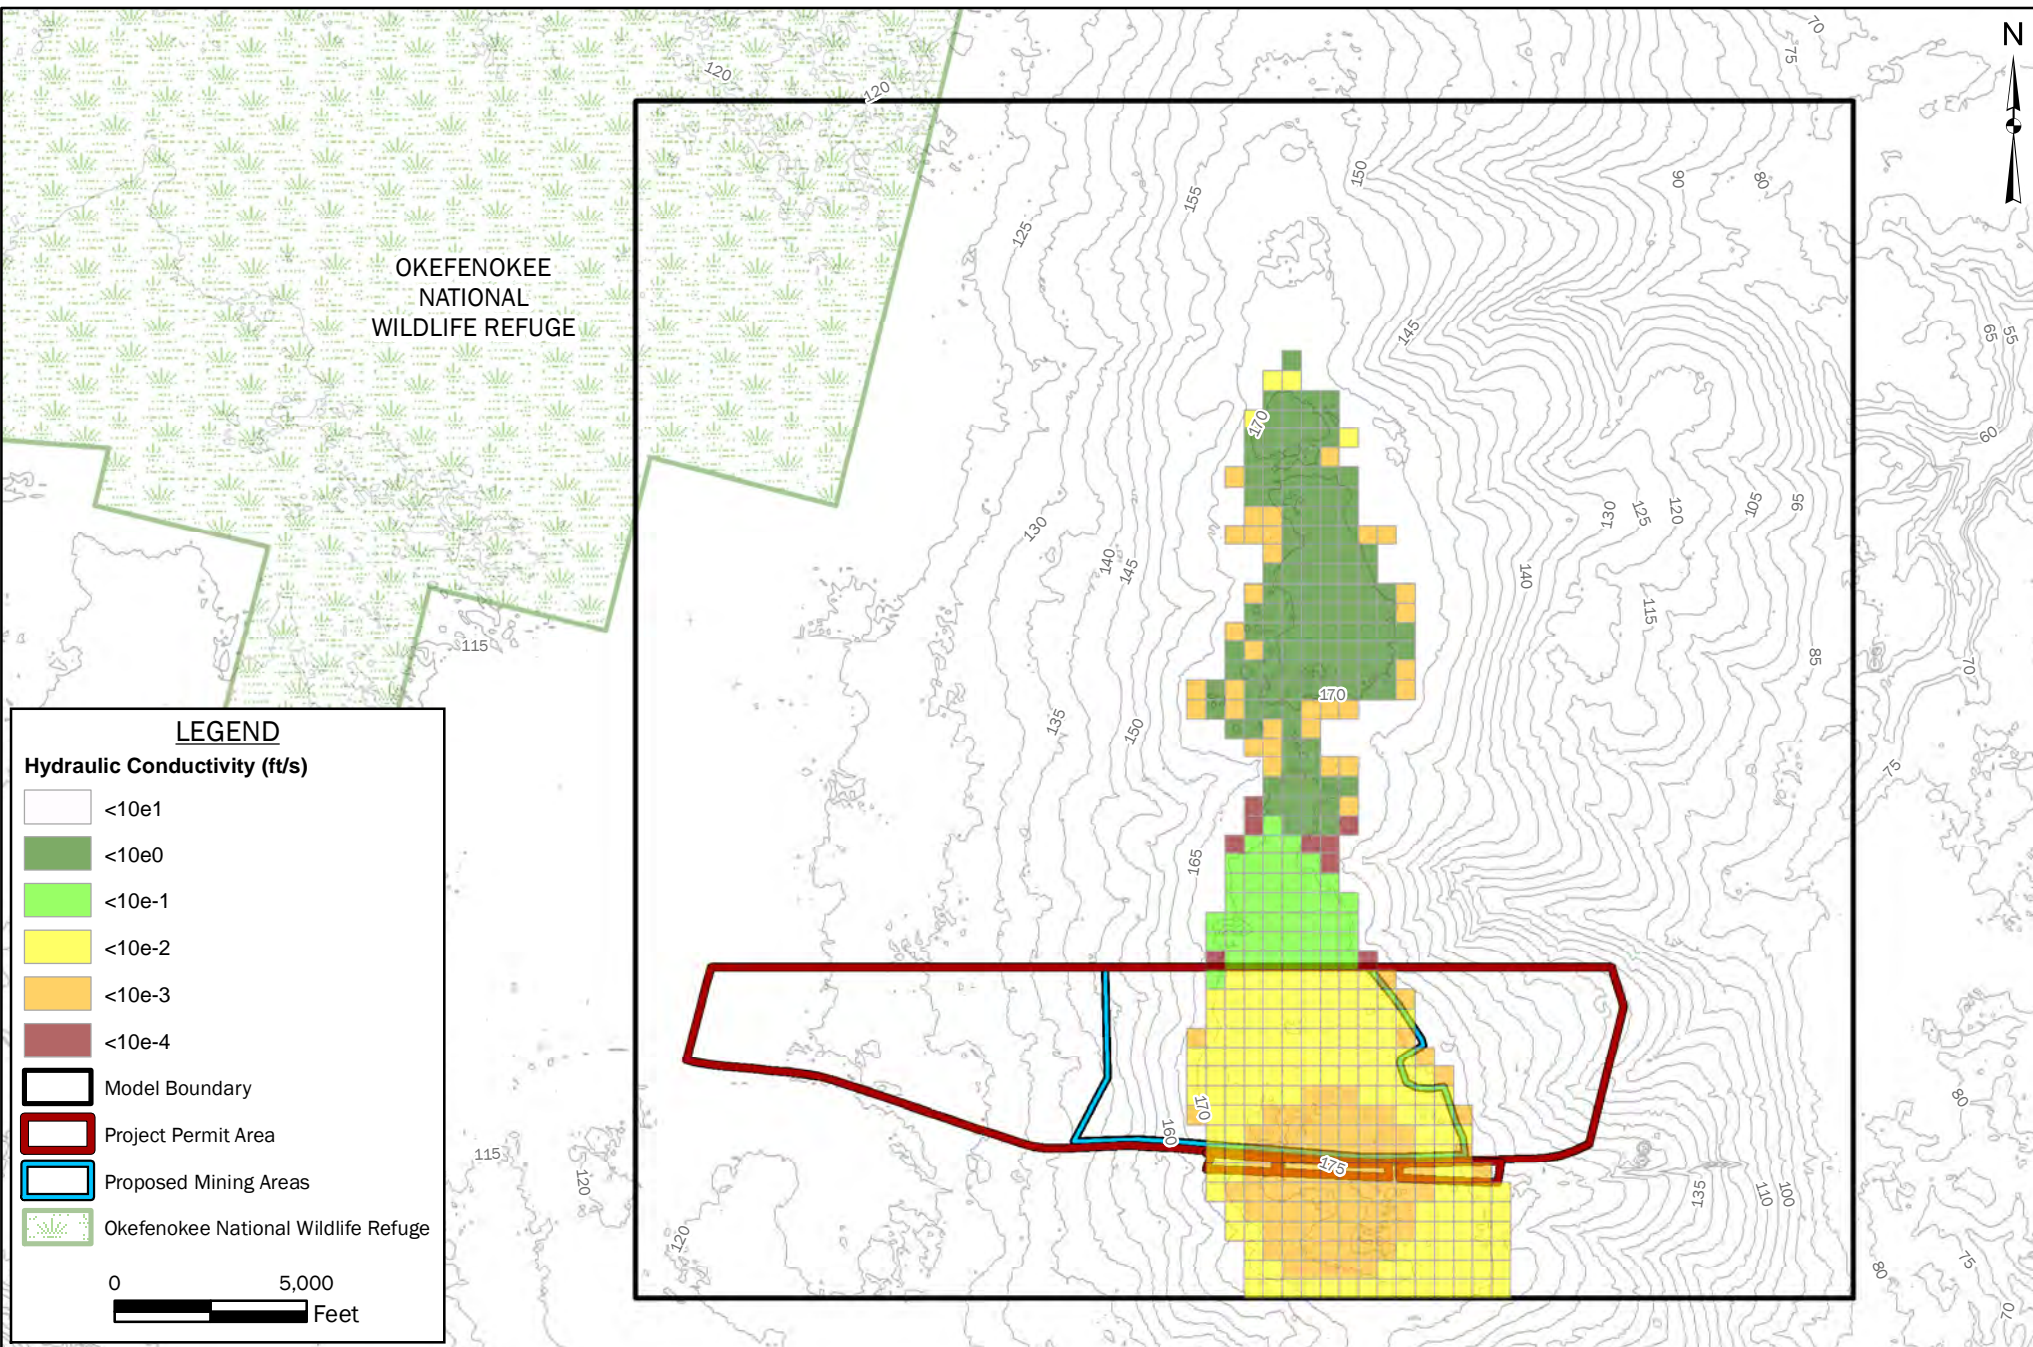 N
120
120
70
75
150
155
90
80
125
OKEFENOKEE
NATIONAL
WILDLIFE REFUGE
145
65
55
170
60
130
125
120
105
95
130
140
145
140
115
115
85
70
170
135
150
75
165
LEGEND
Hydraulic Conductivity (ft/s)
<10e1
<10e0
<10e-1
<10e-2
<10e-3
<10e-4
Model Boundary
Project Permit Area
Proposed Mining Areas
Okefenokee National Wildlife Refuge
0 5,000
Feet
170
160
175
80
115
120
135
110
100
120
80
75
70